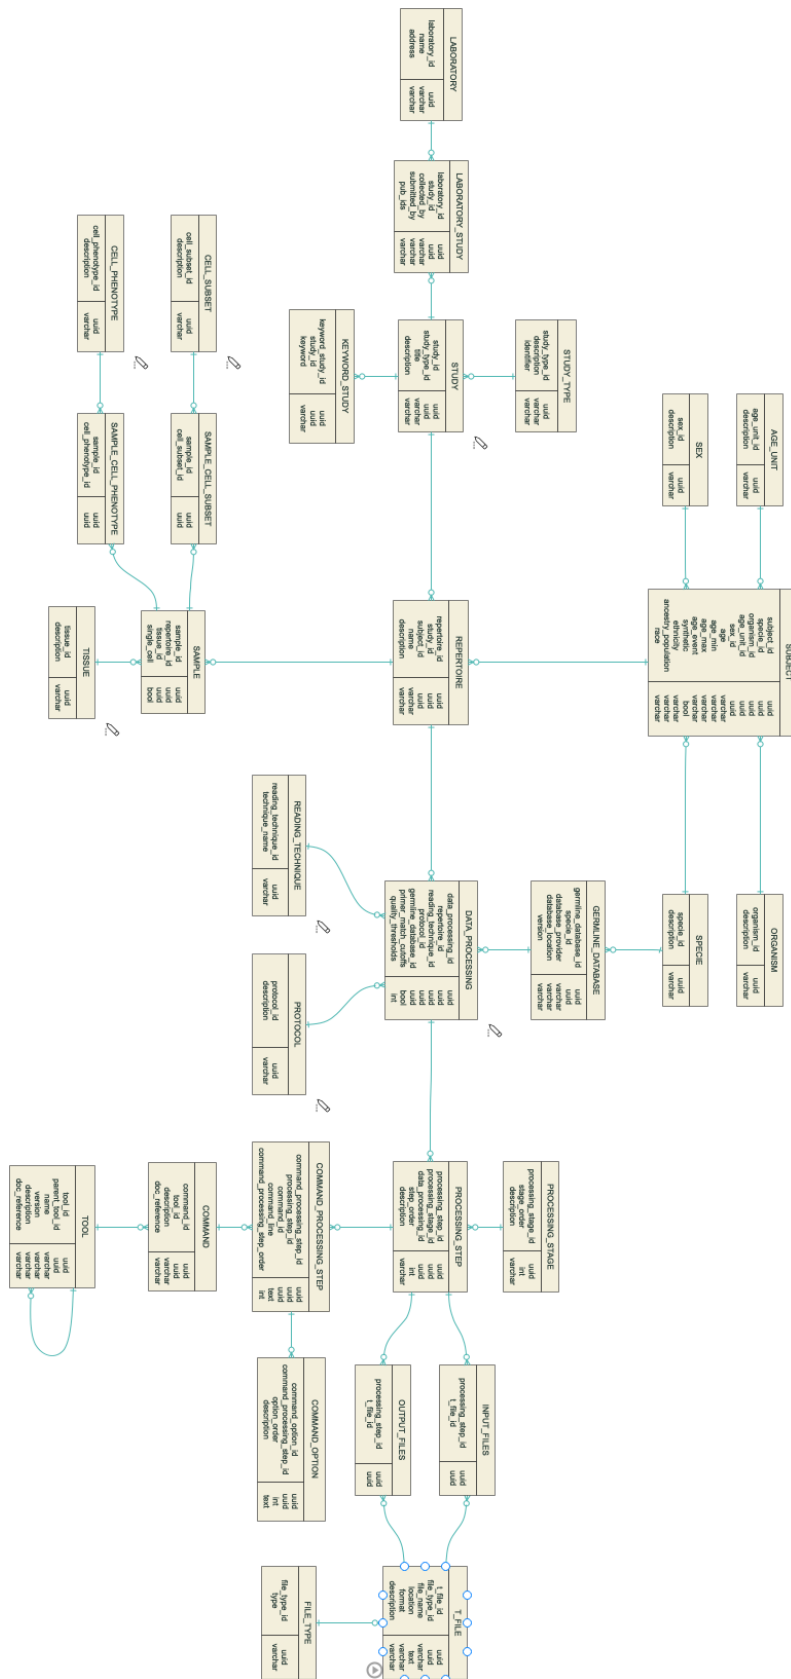 LABORATORY
laboratory_id uuid
name varchar
address varchar
LABORATORY_STUDY
laboratory_id uuid
study_id uuid
collected_by varchar
submitted_by varchar
pub_ids varchar
STUDY_TYPE
study_type_id uuid
description varchar
identifier varchar
STUDY
study_id uuid
study_type_id uuid
title varchar
description varchar
KEYWORD_STUDY
keyword_study_id uuid
study_id uuid
keyword varchar
CELL_SUBSET
cell_subset_id uuid
description varchar
CELL_PHENOTYPE
cell_phenotype_id uuid
description varchar
SAMPLE_CELL_SUBSET
sample_id uuid
cell_subset_id uuid
SAMPLE_CELL_PHENOTYPE
sample_id uuid
cell_phenotype_id uuid
AGE_UNIT
age_unit_id uuid
description varchar
SEX
sex_id uuid
description varchar
SUBJECT
subject_id uuid
specie_id uuid
organism_id uuid
age_unit_id uuid
sex_id uuid
age varchar
age_min varchar
age_max varchar
age_event varchar
synthetic bool
ethnicity varchar
ancestry_population varchar
race varchar
REPERTOIRE
repertoire_id uuid
study_id uuid
subject_id uuid
name varchar
description varchar
SAMPLE
sample_id uuid
repertoire_id uuid
tissue_id uuid
single_cell bool
TISSUE
tissue_id uuid
description varchar
READING_TECHNIQUE
reading_technique_id uuid
technique_name varchar
ORGANISM
organism_id uuid
description varchar
SPECIE
specie_id uuid
description varchar
GERMLINE_DATABASE
germline_database_id uuid
specie_id uuid
database_provider varchar
database_location varchar
version varchar
DATA_PROCESSING
data_processing_id uuid
repertoire_id uuid
reading_technique_id uuid
protocol_id uuid
germline_database_id uuid
primer_match_cutoffs bool
quality_thresholds int
PROTOCOL
protocol_id uuid
description varchar
PROCESSING_STAGE
processing_stage_id uuid
stage_order int
description varchar
PROCESSING_STEP
processing_step_id uuid
processing_stage_id uuid
data_processing_id uuid
step_order int
description varchar
COMMAND_PROCESSING_STEP
command_processing_step_id uuid
processing_step_id uuid
command_id uuid
command_line text
command_processing_step_order int
COMMAND
command_id uuid
tool_id uuid
description varchar
doc_reference varchar
TOOL
tool_id uuid
parent_tool_id uuid
name varchar
version varchar
description varchar
doc_reference varchar
INPUT_FILES
processing_step_id uuid
t_file_id uuid
OUTPUT_FILES
processing_step_id uuid
t_file_id uuid
COMMAND_OPTION
command_option_id uuid
command_processing_step_id uuid
option_order int
description text
T_FILE
t_file_id uuid
file_type_id uuid
file_name varchar
location text
format varchar
description varchar
FILE_TYPE
file_type_id uuid
type varchar